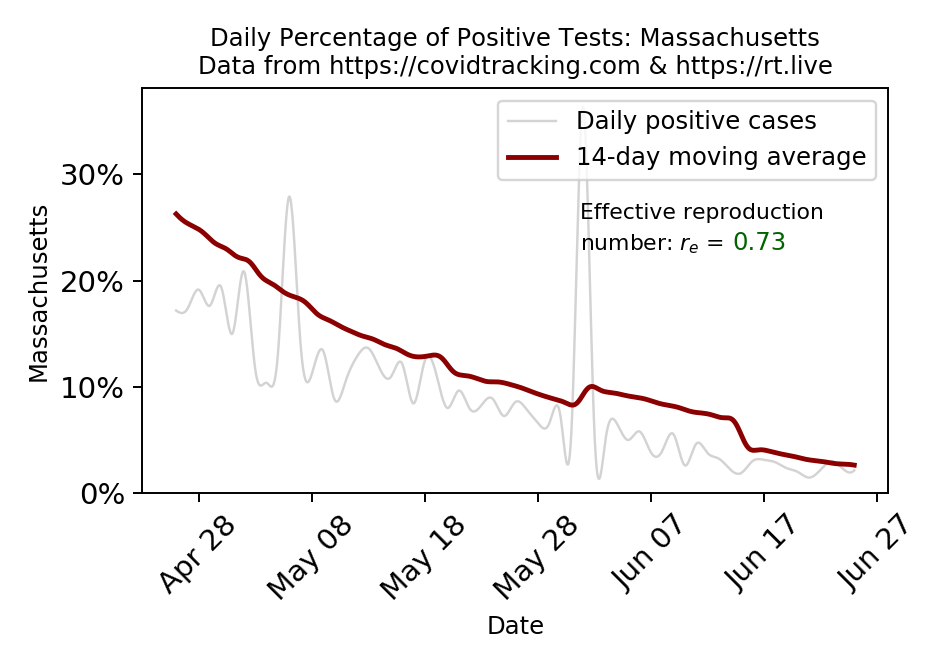 Daily Percentage of Positive Tests: Massachusetts
Data from https://covidtracking.com & https://rt.live
Daily positive cases
14-day moving average
Effective reproduction
number: rₑ = 0.73
Massachusetts
30%
20%
10%
0%
Apr 28
May 08
May 18
May 28
Jun 07
Jun 17
Jun 27
Date